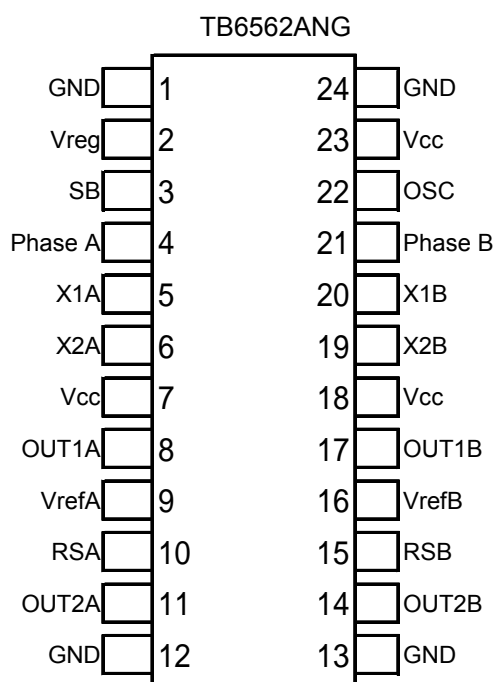 TB6562ANG
GND 1 24 GND
Vreg 2 23 Vcc
SB 3 22 OSC
Phase A 4 21 Phase B
X1A 5 20 X1B
X2A 6 19 X2B
Vcc 7 18 Vcc
OUT1A 8 17 OUT1B
VrefA 9 16 VrefB
RSA 10 15 RSB
OUT2A 11 14 OUT2B
GND 12 13 GND